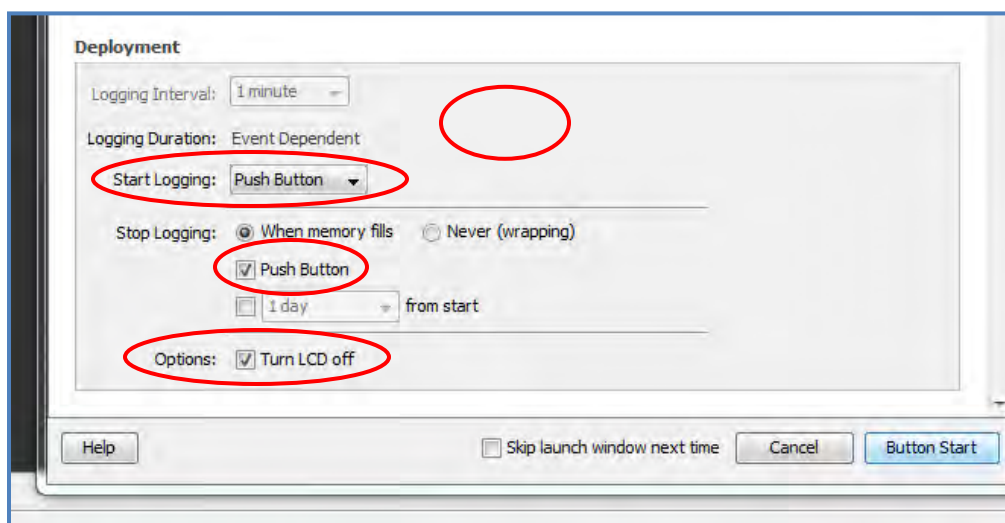 Deployment
Logging Interval: 1 minute
Logging Duration: Event Dependent
Start Logging: Push Button
Stop Logging: When memory fills Never (wrapping)
Push Button
1 day from start
Options: Turn LCD off
Help Skip launch window next time Cancel Button Start